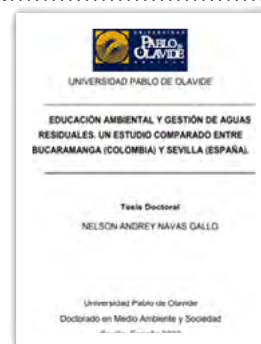 UNIVERSIDAD
PABLO DE
OLAVIDE
SEVILLA
UNIVERSIDAD PABLO DE OLAVIDE
EDUCACIÓN AMBIENTAL Y GESTIÓN DE AGUAS
RESIDUALES. UN ESTUDIO COMPARADO ENTRE
BUCARAMANGA (COLOMBIA) Y SEVILLA (ESPAÑA).
Tesis Doctoral
NELSON ANDREY NAVAS GALLO
Universidad Pablo de Olavide
Doctorado en Medio Ambiente y Sociedad